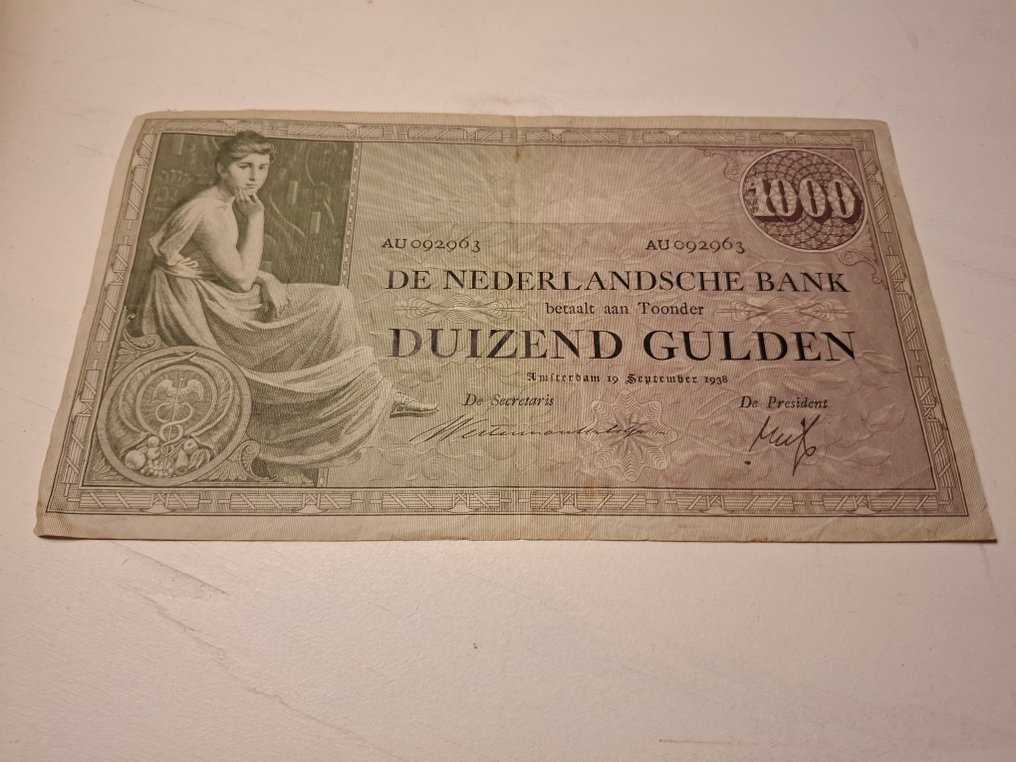 1000
AU 092963 AU 092963
DE NEDERLANDSCHE BANK
betaalt aan Toonder
DUIZEND GULDEN
Amsterdam 19 September 1938
De Secretaris De President